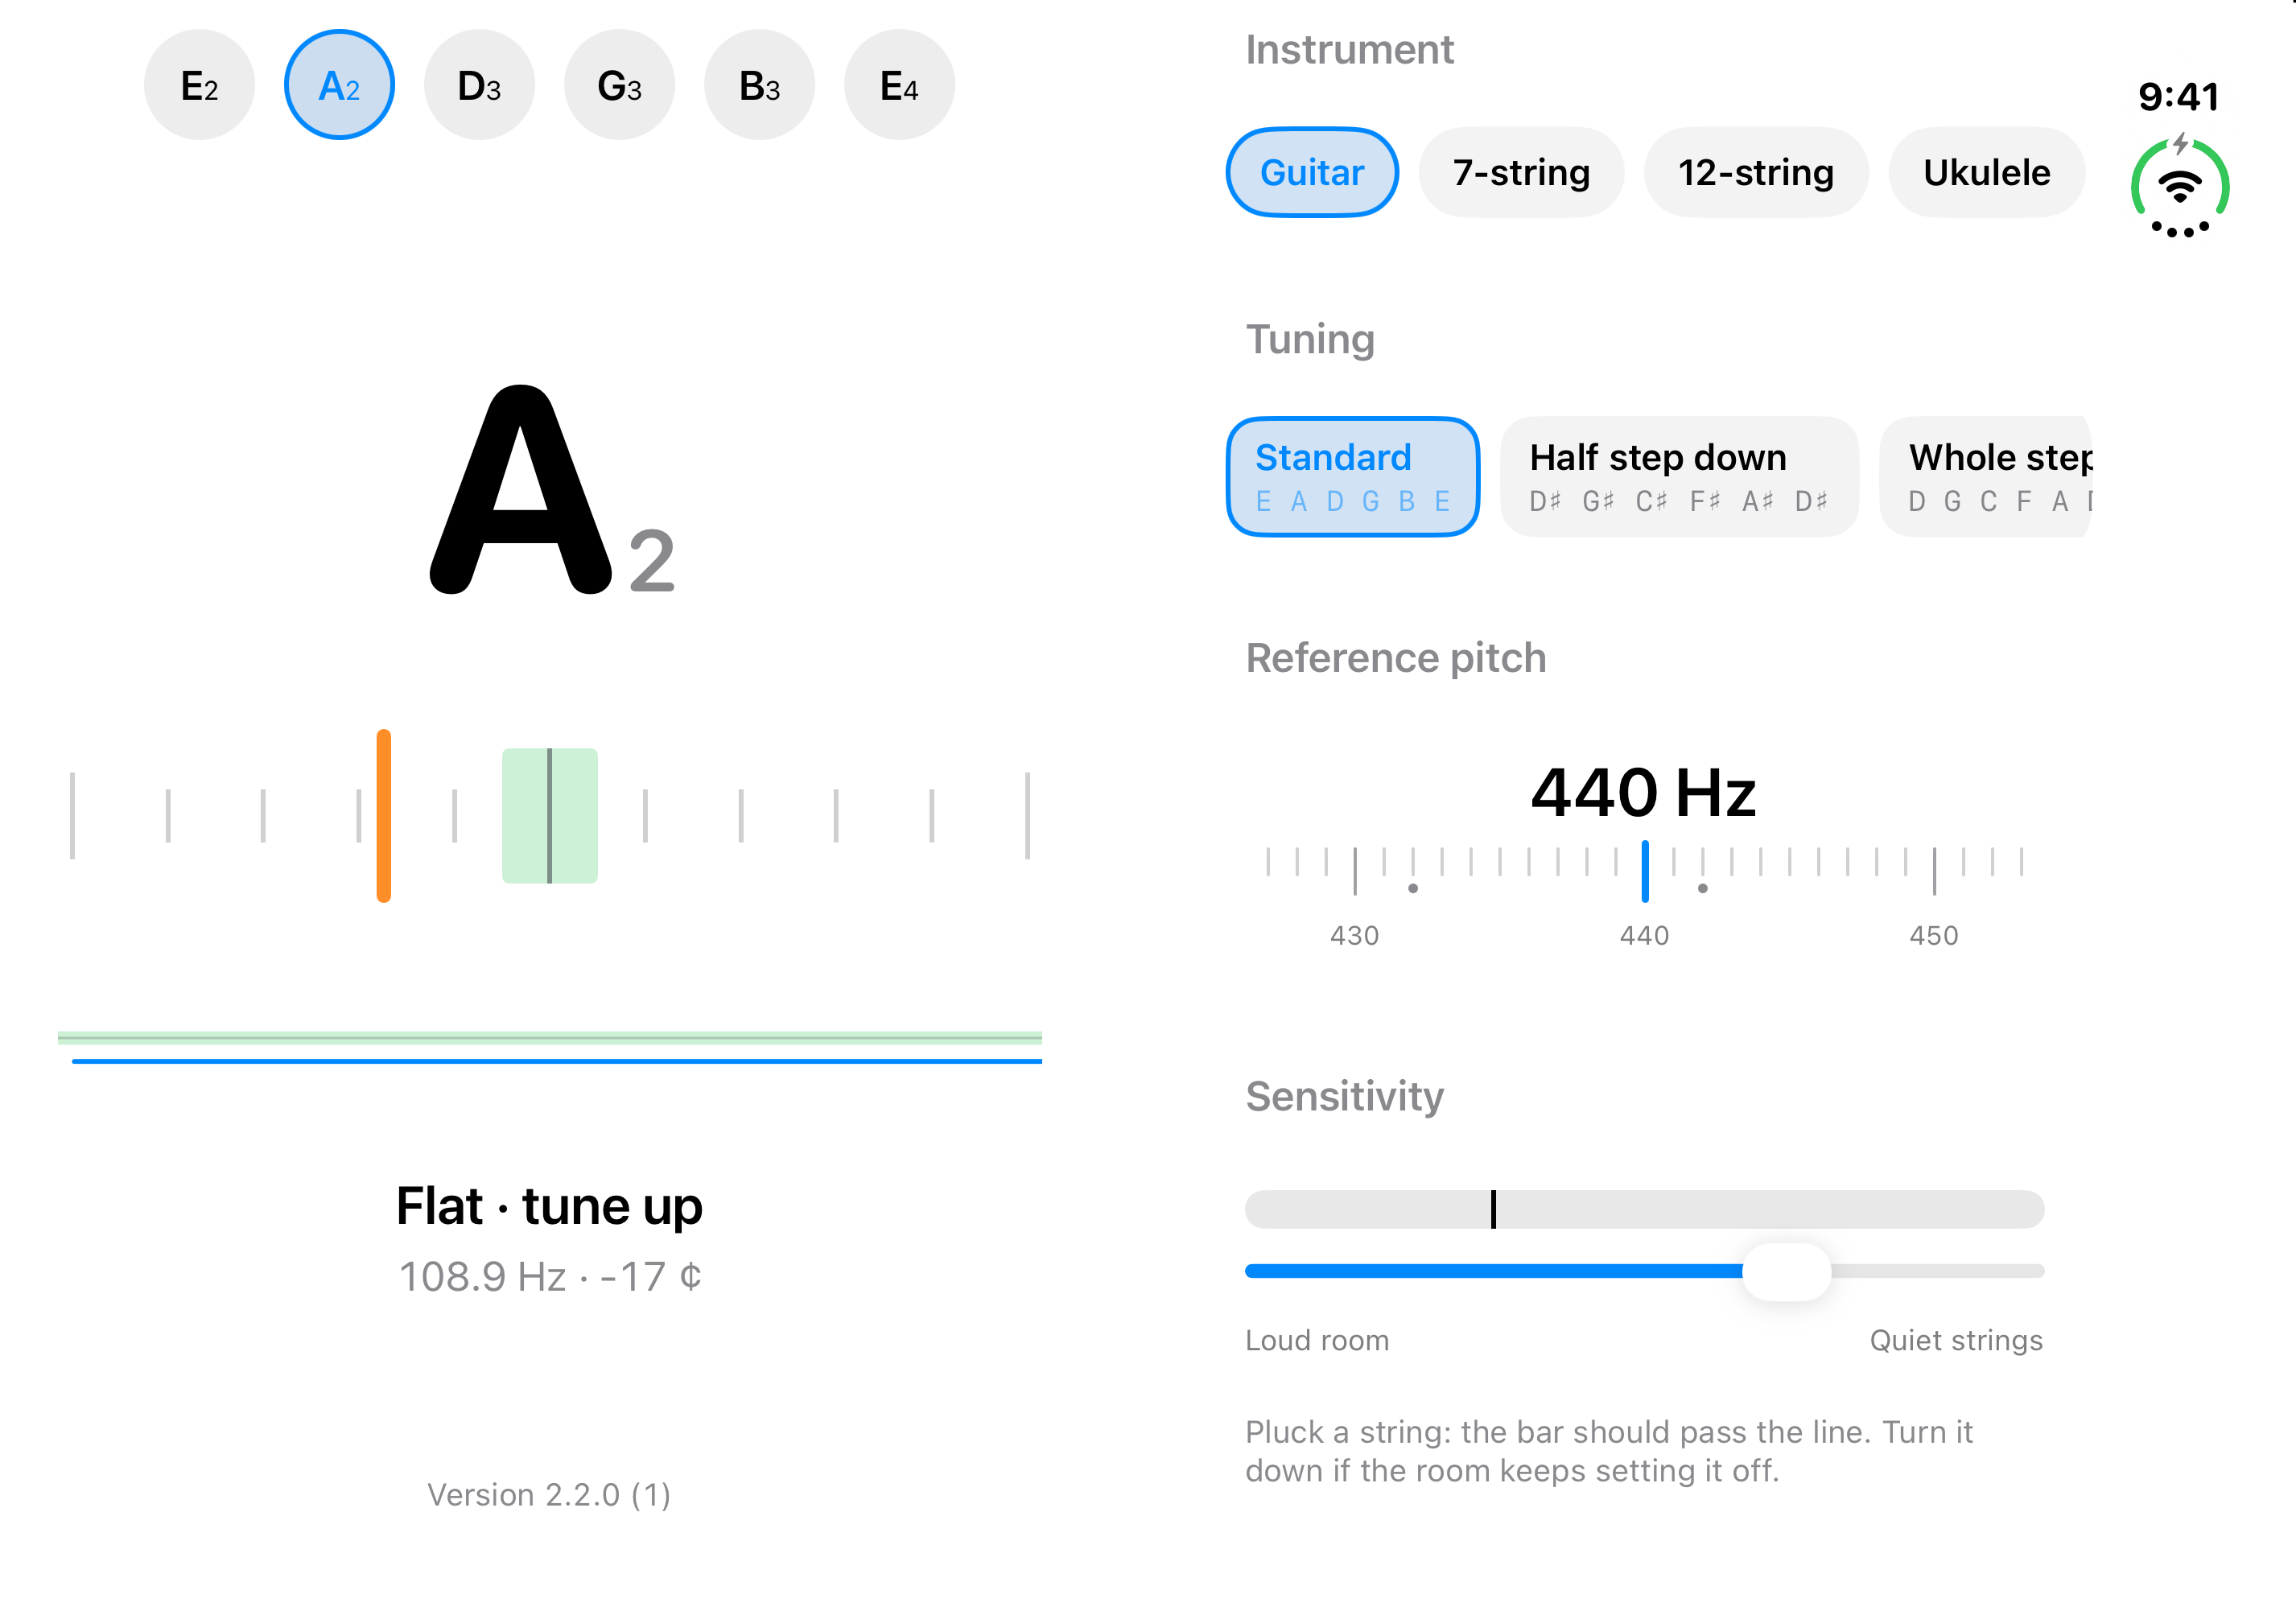 E2 A2 D3 G3 B3 E4
A2
Flat · tune up
108.9 Hz · -17 ¢
Version 2.2.0 (1)
Instrument
Guitar 7-string 12-string Ukulele
9:41
Tuning
Standard Half step down Whole step
E A D G B E D♯ G♯ C♯ F♯ A♯ D♯ D G C F A
Reference pitch
440 Hz
430 440 450
Sensitivity
Loud room Quiet strings
Pluck a string: the bar should pass the line. Turn it
down if the room keeps setting it off.